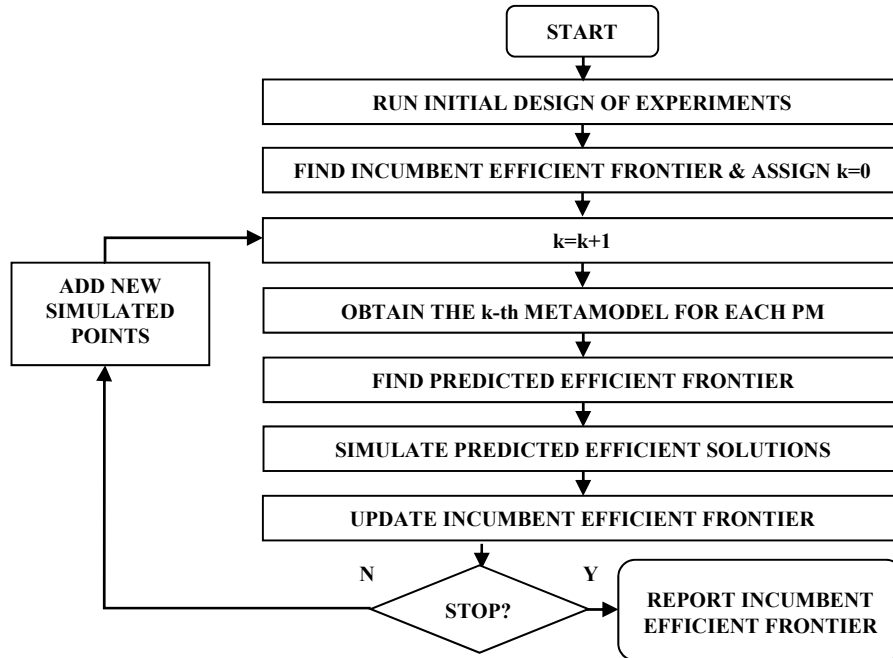 START
RUN INITIAL DESIGN OF EXPERIMENTS
FIND INCUMBENT EFFICIENT FRONTIER & ASSIGN k=0
k=k+1
ADD NEW
SIMULATED
POINTS
OBTAIN THE k-th METAMODEL FOR EACH PM
FIND PREDICTED EFFICIENT FRONTIER
SIMULATE PREDICTED EFFICIENT SOLUTIONS
UPDATE INCUMBENT EFFICIENT FRONTIER
N
Y
STOP?
REPORT INCUMBENT
EFFICIENT FRONTIER